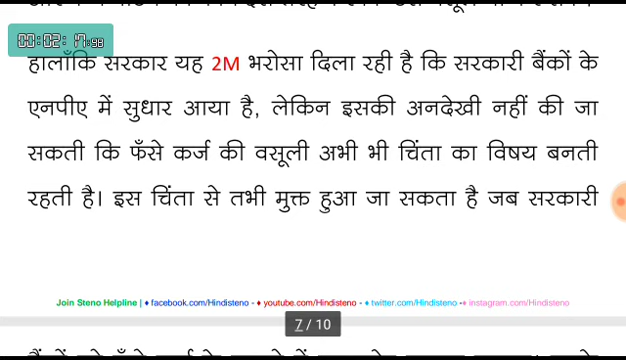 00:02:17.98
हालाँकि सरकार यह 2M भरोसा दिला रही है कि सरकारी बैंकों के
एनपीए में सुधार आया है, लेकिन इसकी अनदेखी नहीं की जा
सकती कि फँसे कर्ज की वसूली अभी भी चिंता का विषय बनती
रहती है। इस चिंता से तभी मुक्त हुआ जा सकता है जब सरकारी
Join Steno Helpline | ♦ facebook.com/Hindisteno - ♦ youtube.com/Hindisteno - ♦ twitter.com/Hindisteno -♦ instagram.com/Hindisteno
7 / 10